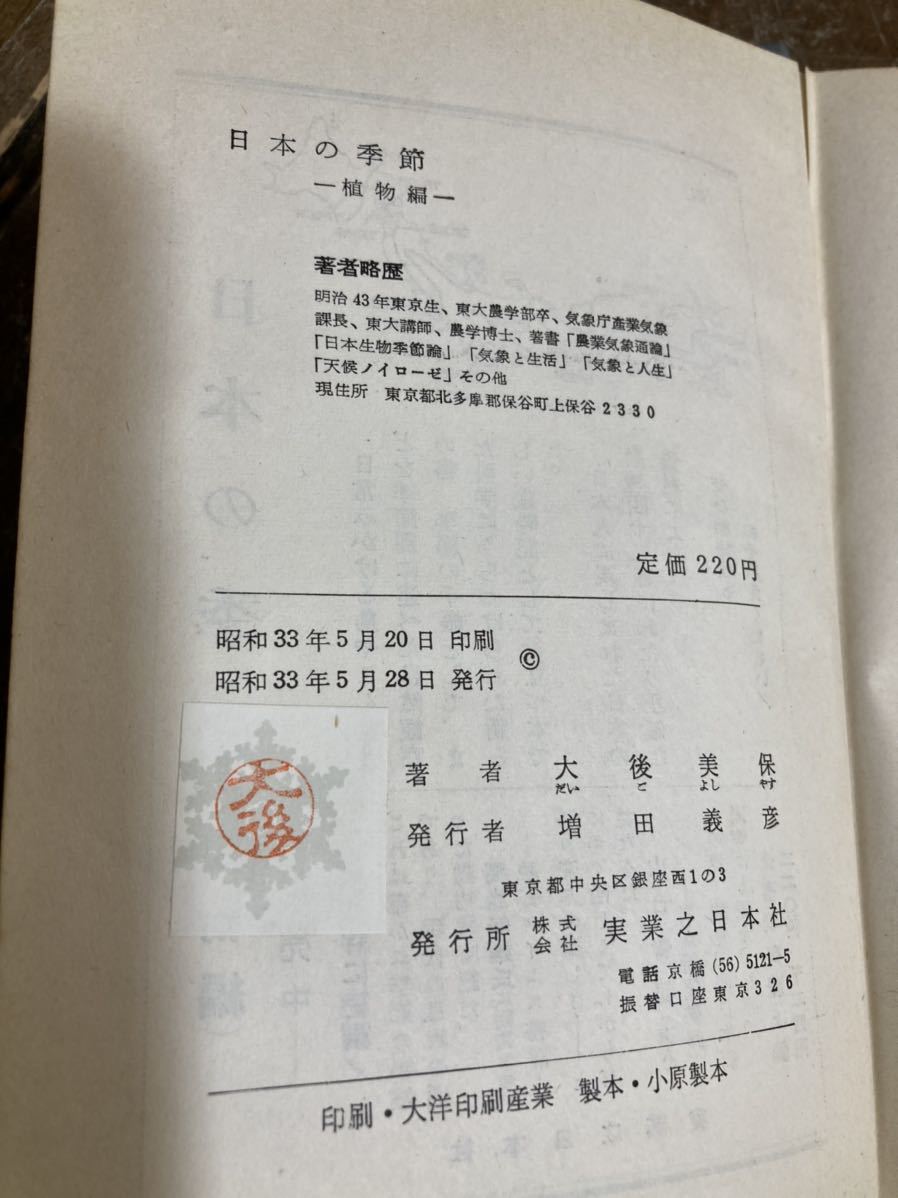 日本の季節
―植物編―
著者略歴
明治43年東京生、東大農学部卒、気象庁産業気象
課長、東大講師、農学博士、著書「農業気象通論」
「日本生物季節論」「気象と生活」「気象と人生」
「天候ノイローゼ」その他
現住所 東京都北多摩郡保谷町上保谷2330
定価220円
昭和33年5月20日 印刷
昭和33年5月28日 発行
©
大後
著者 大後美保
だいごよしやす
発行者 増田義彦
東京都中央区銀座西1の3
発行所 株式会社 実業之日本社
電話京橋(56)5121-5
振替口座東京326
印刷・大洋印刷産業 製本・小原製本